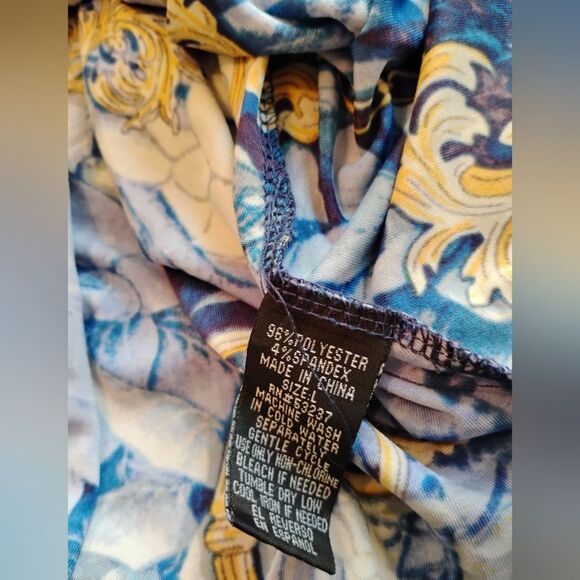 96% POLYESTER
4% SPANDEX
MADE IN CHINA
SIZE:L
RN#53237
MACHINE WASH
IN COLD WATER
SEPARATELY
GENTLE CYCLE
USE ONLY NON-CHLORINE
BLEACH IF NEEDED
TUMBLE DRY LOW
COOL IRON IF NEEDED
EL REVERSO
EN ESPAÑOL